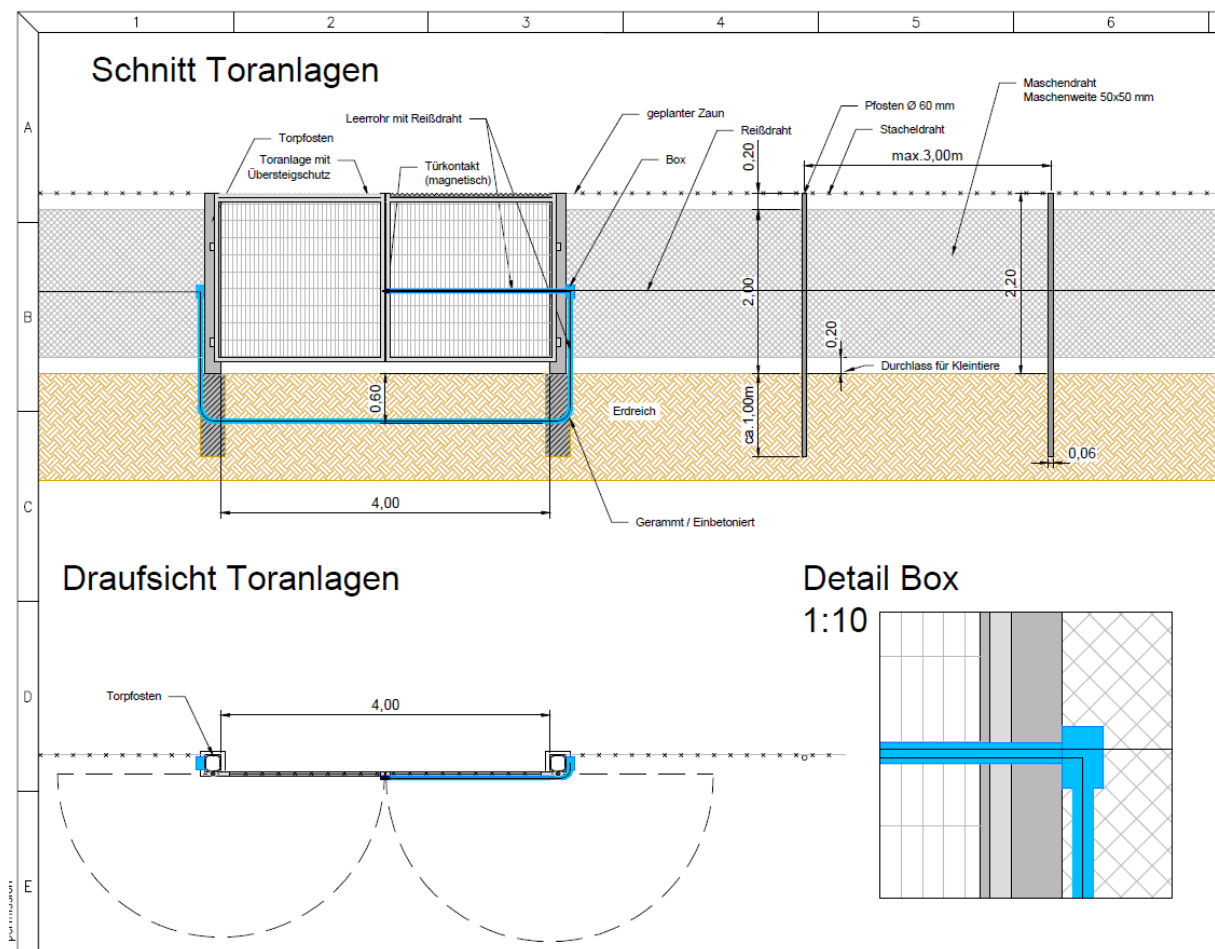 1 2 3 4 5 6
Schnitt Toranlagen
A
B
C
D
E
Torpfosten
Toranlage mit
Übersteigschutz
Leerrohr mit Reißdraht
Türkontakt
(magnetisch)
geplanter Zaun
Reißdraht
Box
Pfosten Ø 60 mm
Stacheldraht
Maschendraht
Maschenweite 50x50 mm
max.3,00m
0,20
2,00
2,20
0,20
Durchlass für Kleintiere
0,60
Erdreich
ca.1,00m
0,06
4,00
Gerammt / Einbetoniert
Draufsicht Toranlagen
Torpfosten
4,00
Detail Box
1:10
permission